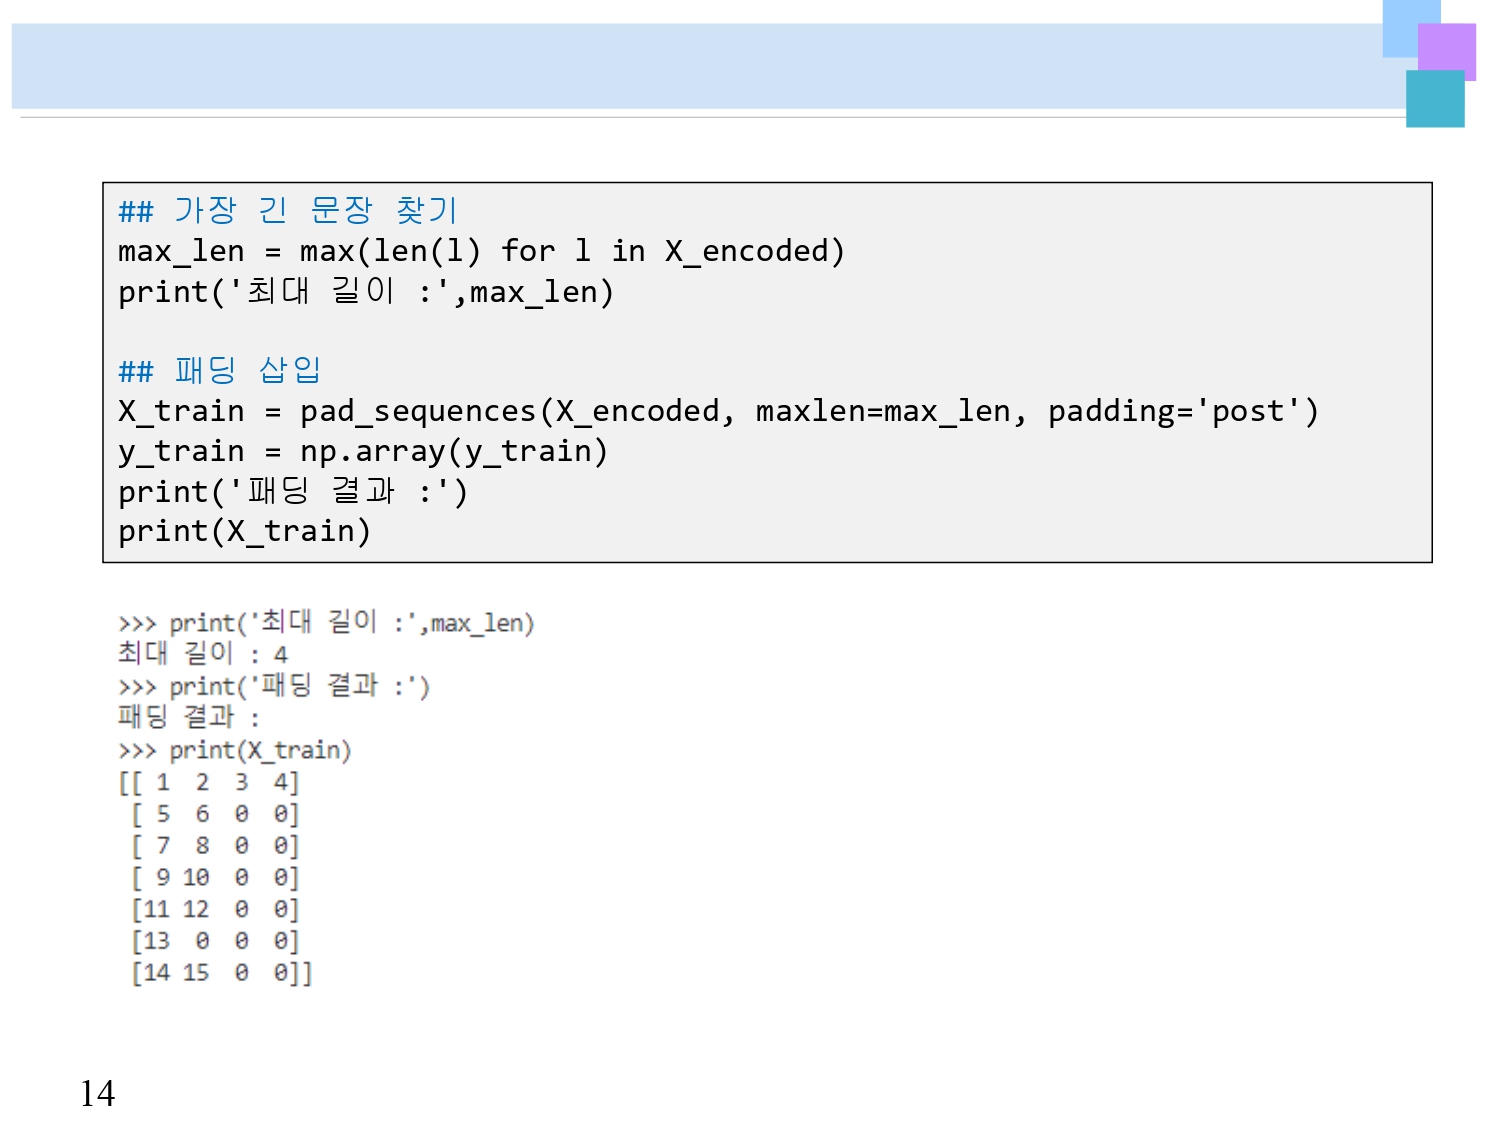 ## 가장 긴 문장 찾기
max_len = max(len(l) for l in X_encoded)
print('최대 길이 :',max_len)
## 패딩 삽입
X_train = pad_sequences(X_encoded, maxlen=max_len, padding='post')
y_train = np.array(y_train)
print('패딩 결과 :')
print(X_train)
>>> print('최대 길이 :',max_len)
최대 길이 : 4
>>> print('패딩 결과 :')
패딩 결과 :
>>> print(X_train)
[[ 1  2  3  4]
 [ 5  6  0  0]
 [ 7  8  0  0]
 [ 9 10  0  0]
 [11 12  0  0]
 [13  0  0  0]
 [14 15  0  0]]
14